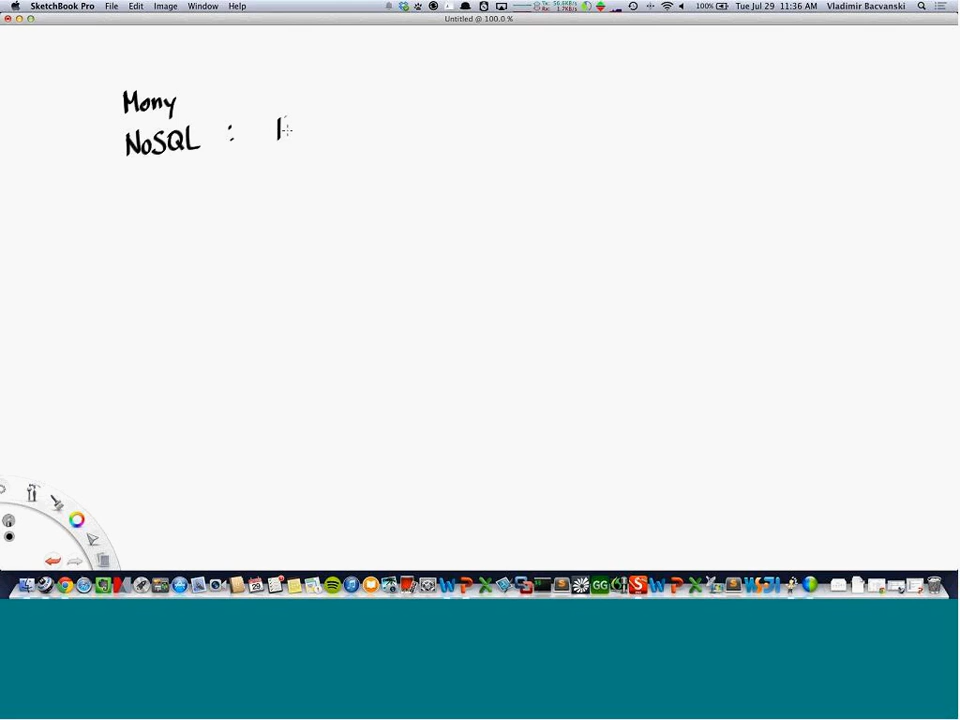 SketchBook Pro File Edit Image Window Help 100% Tue Jul 29 11:36 AM Vladimir Bacvanski
Untitled @ 100.0 %
Many
NoSQL :